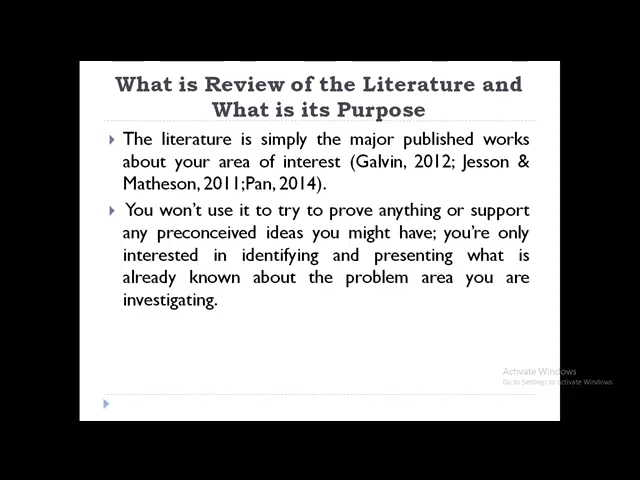 What is Review of the Literature and
What is its Purpose
The literature is simply the major published works
about your area of interest (Galvin, 2012; Jesson &
Matheson, 2011;Pan, 2014).
You won't use it to try to prove anything or support
any preconceived ideas you might have; you're only
interested in identifying and presenting what is
already known about the problem area you are
investigating.
Activate Windows
Go to Settings to activate Windows.